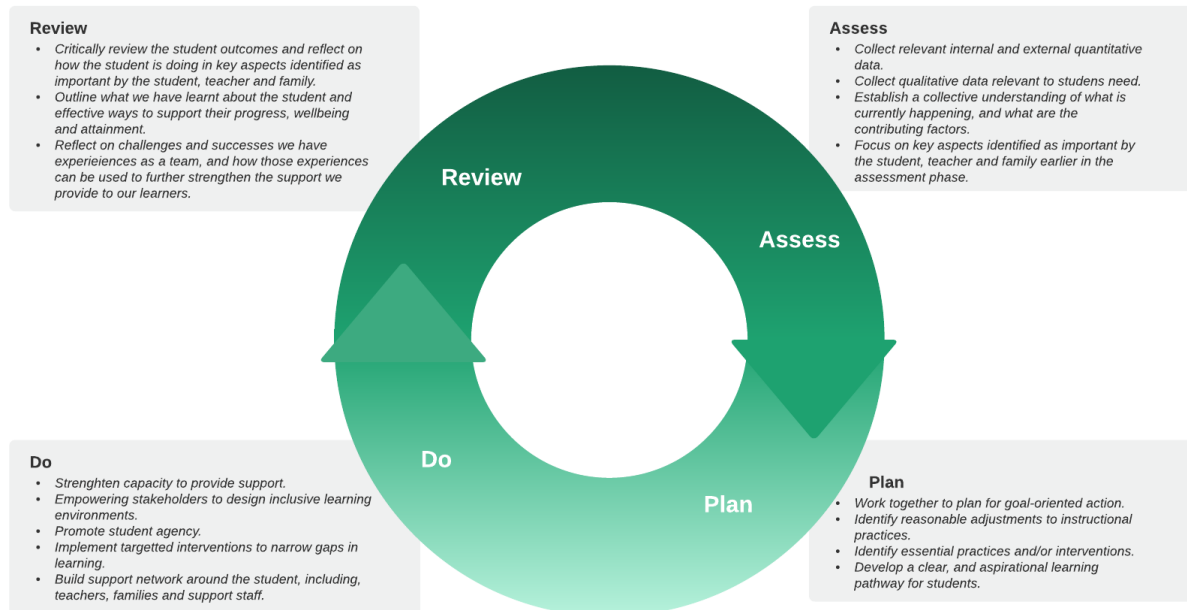 Review
• Critically review the student outcomes and reflect on
how the student is doing in key aspects identified as
important by the student, teacher and family.
• Outline what we have learnt about the student and
effective ways to support their progress, wellbeing
and attainment.
• Reflect on challenges and successes we have
experieiences as a team, and how those experiences
can be used to further strengthen the support we
provide to our learners.
Assess
• Collect relevant internal and external quantitative
data.
• Collect qualitative data relevant to studens need.
• Establish a collective understanding of what is
currently happening, and what are the
contributing factors.
• Focus on key aspects identified as important by
the student, teacher and family earlier in the
assessment phase.
Review
Assess
Do
Plan
Do
• Strenghten capacity to provide support.
• Empowering stakeholders to design inclusive learning
environments.
• Promote student agency.
• Implement targetted interventions to narrow gaps in
learning.
• Build support network around the student, including,
teachers, families and support staff.
Plan
• Work together to plan for goal-oriented action.
• Identify reasonable adjustments to instructional
practices.
• Identify essential practices and/or interventions.
• Develop a clear, and aspirational learning
pathway for students.